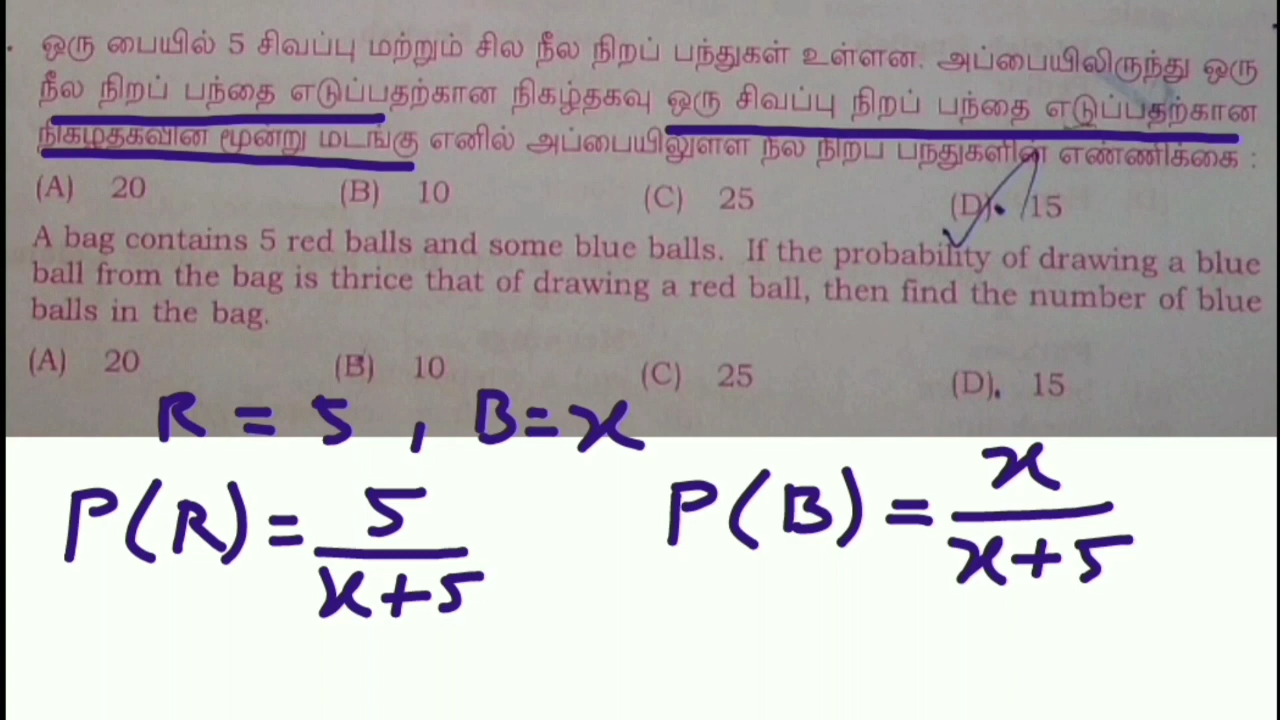 ஒரு பையில் 5 சிவப்பு மற்றும் சில நீல நிறப் பந்துகள் உள்ளன. அப்பையிலிருந்து ஒரு
நீல நிறப் பந்தை எடுப்பதற்கான நிகழ்தகவு ஒரு சிவப்பு நிறப் பந்தை எடுப்பதற்கான
நிகழ்தகவின் மூன்று மடங்கு எனில் அப்பையிலுள்ள நீல நிறப் பந்துகளின் எண்ணிக்கை :
(A) 20 (B) 10 (C) 25 (D). 15
A bag contains 5 red balls and some blue balls. If the probability of drawing a blue
ball from the bag is thrice that of drawing a red ball, then find the number of blue
balls in the bag.
(A) 20 (B) 10 (C) 25 (D). 15
R = 5 , B = x
P(R) = 5/(x+5) P(B) = x/(x+5)